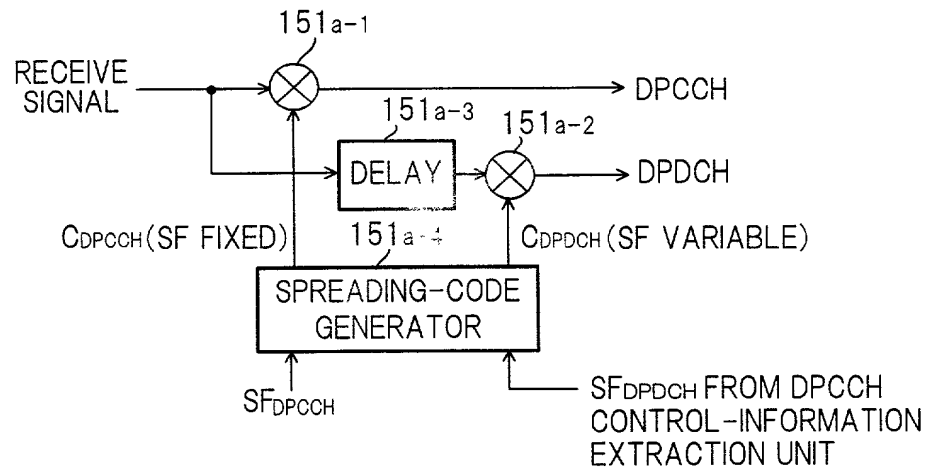 151a-1
RECEIVE
SIGNAL
DPCCH
151a-3
151a-2
DELAY
DPDCH
CDPCCH(SF FIXED)
151a-4
CDPDCH(SF VARIABLE)
SPREADING-CODE
GENERATOR
SFDPCCH
SFDPDCH FROM DPCCH
CONTROL-INFORMATION
EXTRACTION UNIT